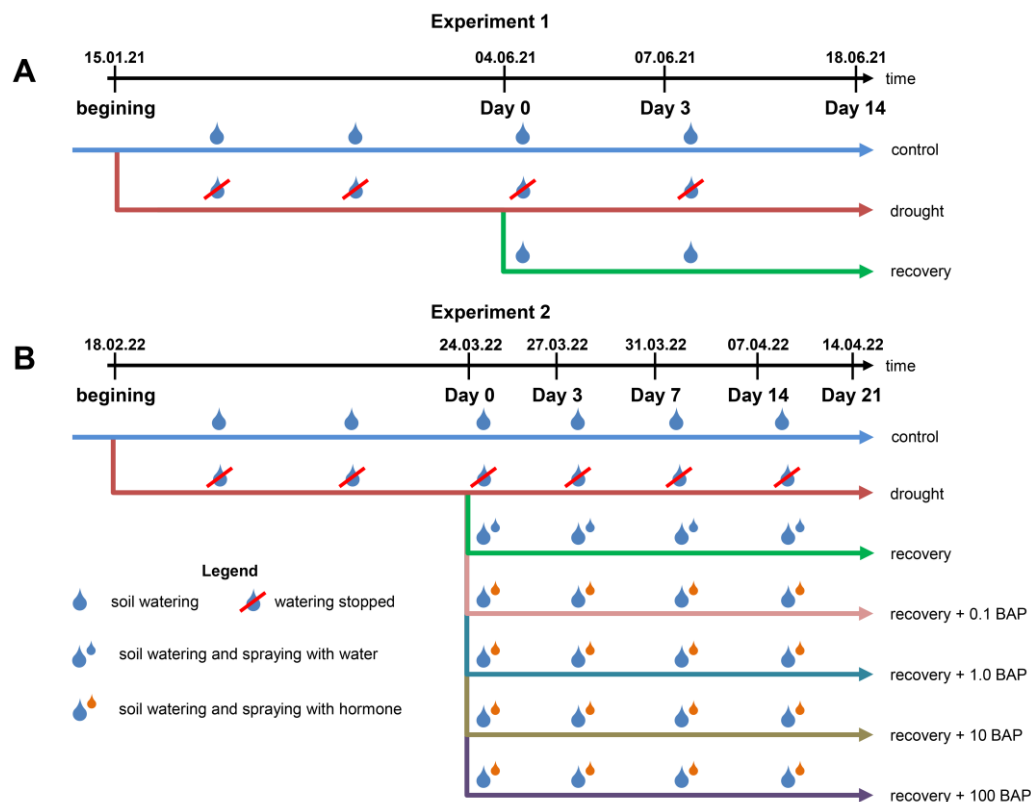 Experiment 1
A
15.01.21 04.06.21 07.06.21 18.06.21
time
begining Day 0 Day 3 Day 14
control
drought
recovery
Experiment 2
B
18.02.22 24.03.22 27.03.22 31.03.22 07.04.22 14.04.22
time
begining Day 0 Day 3 Day 7 Day 14 Day 21
control
drought
recovery
Legend
soil watering watering stopped
soil watering and spraying with water
soil watering and spraying with hormone
recovery + 0.1 BAP
recovery + 1.0 BAP
recovery + 10 BAP
recovery + 100 BAP